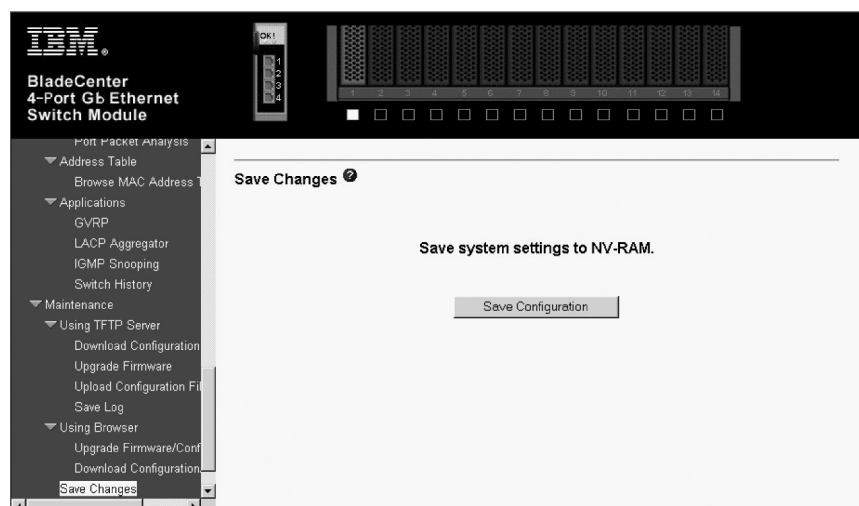 IBM.
BladeCenter
4-Port Gb Ethernet
Switch Module
OK!
1
2
3
4
1 2 3 4 5 6 7 8 9 10 11 12 13 14
Port Packet Analysis
Address Table
Browse MAC Address T
Applications
GVRP
LACP Aggregator
IGMP Snooping
Switch History
Maintenance
Using TFTP Server
Download Configuration
Upgrade Firmware
Upload Configuration Fil
Save Log
Using Browser
Upgrade Firmware/Conf
Download Configuration
Save Changes
Save Changes ?
Save system settings to NV-RAM.
Save Configuration